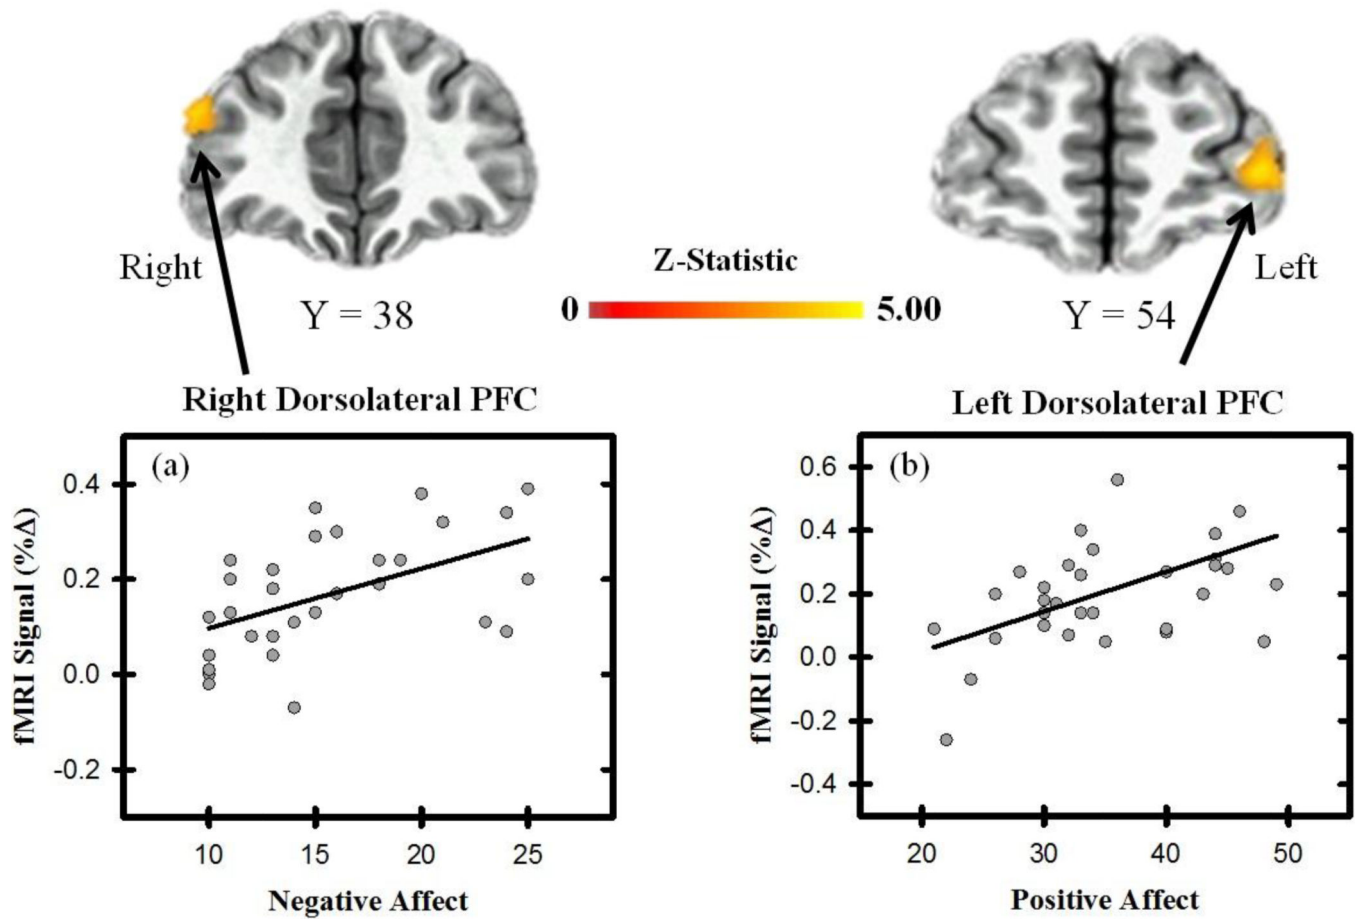 Right
Z-Statistic
Left
Y = 38
0
5.00
Y = 54
Right Dorsolateral PFC
Left Dorsolateral PFC
(a)
fMRI Signal (%Δ)
0.4
0.2
0.0
-0.2
10
15
20
25
Negative Affect
(b)
fMRI Signal (%Δ)
0.6
0.4
0.2
0.0
-0.2
-0.4
20
30
40
50
Positive Affect